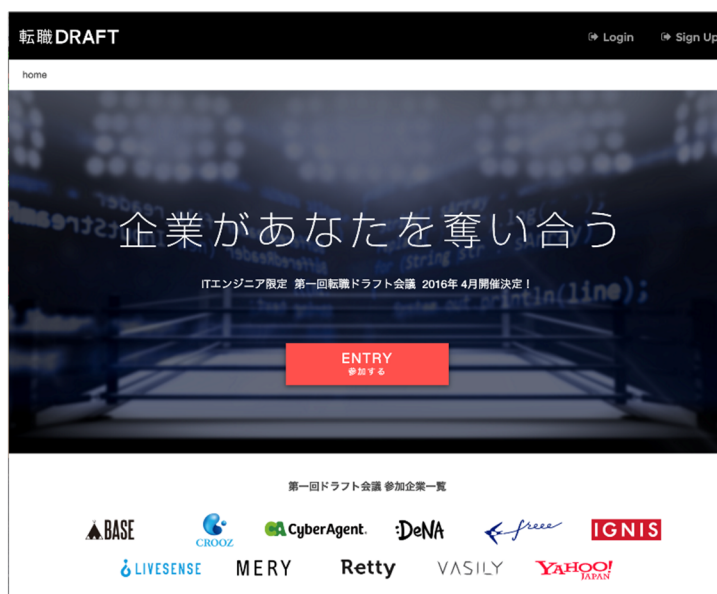 転職DRAFT
Login
Sign Up
home
企業があなたを奪い合う
ITエンジニア限定 第一回転職ドラフト会議 2016年 4月開催決定！
println(line);
ENTRY
参加する
第一回ドラフト会議 参加企業一覧
BASE
CROOZ
CyberAgent.
:DeNA
freee
IGNIS
LIVESENSE
MERY
Retty
VASILY
YAHOO!
JAPAN